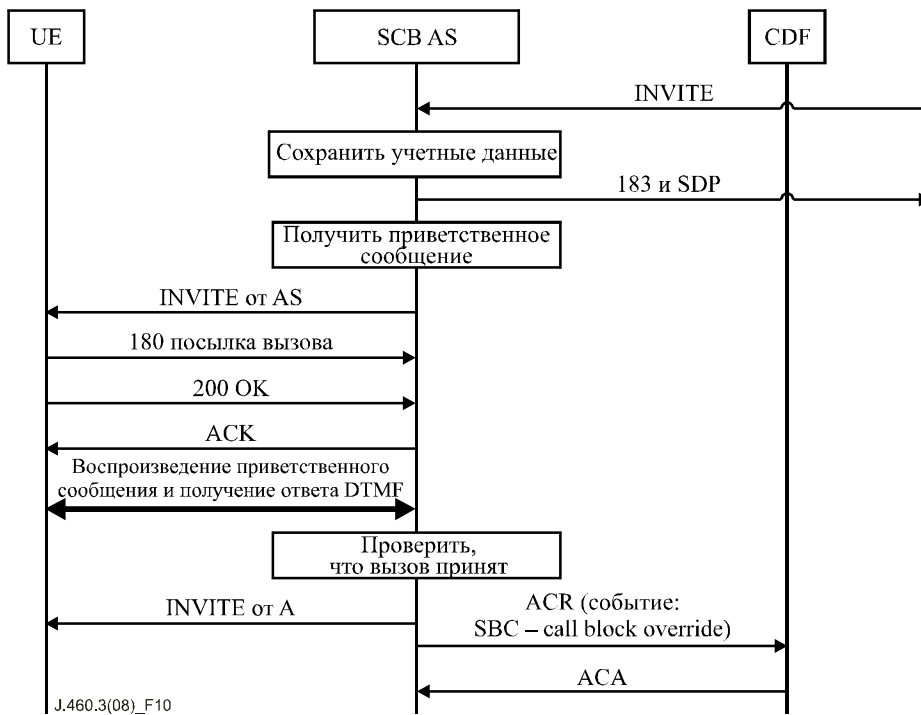 UE
SCB AS
CDF
INVITE
Сохранить учетные данные
183 и SDP
Получить приветственное
сообщение
INVITE от AS
180 посылка вызова
200 OK
ACK
Воспроизведение приветственного
сообщения и получение ответа DTMF
Проверить,
что вызов принят
INVITE от A
ACR (событие:
SBC – call block override)
ACA
J.460.3(08)_F10